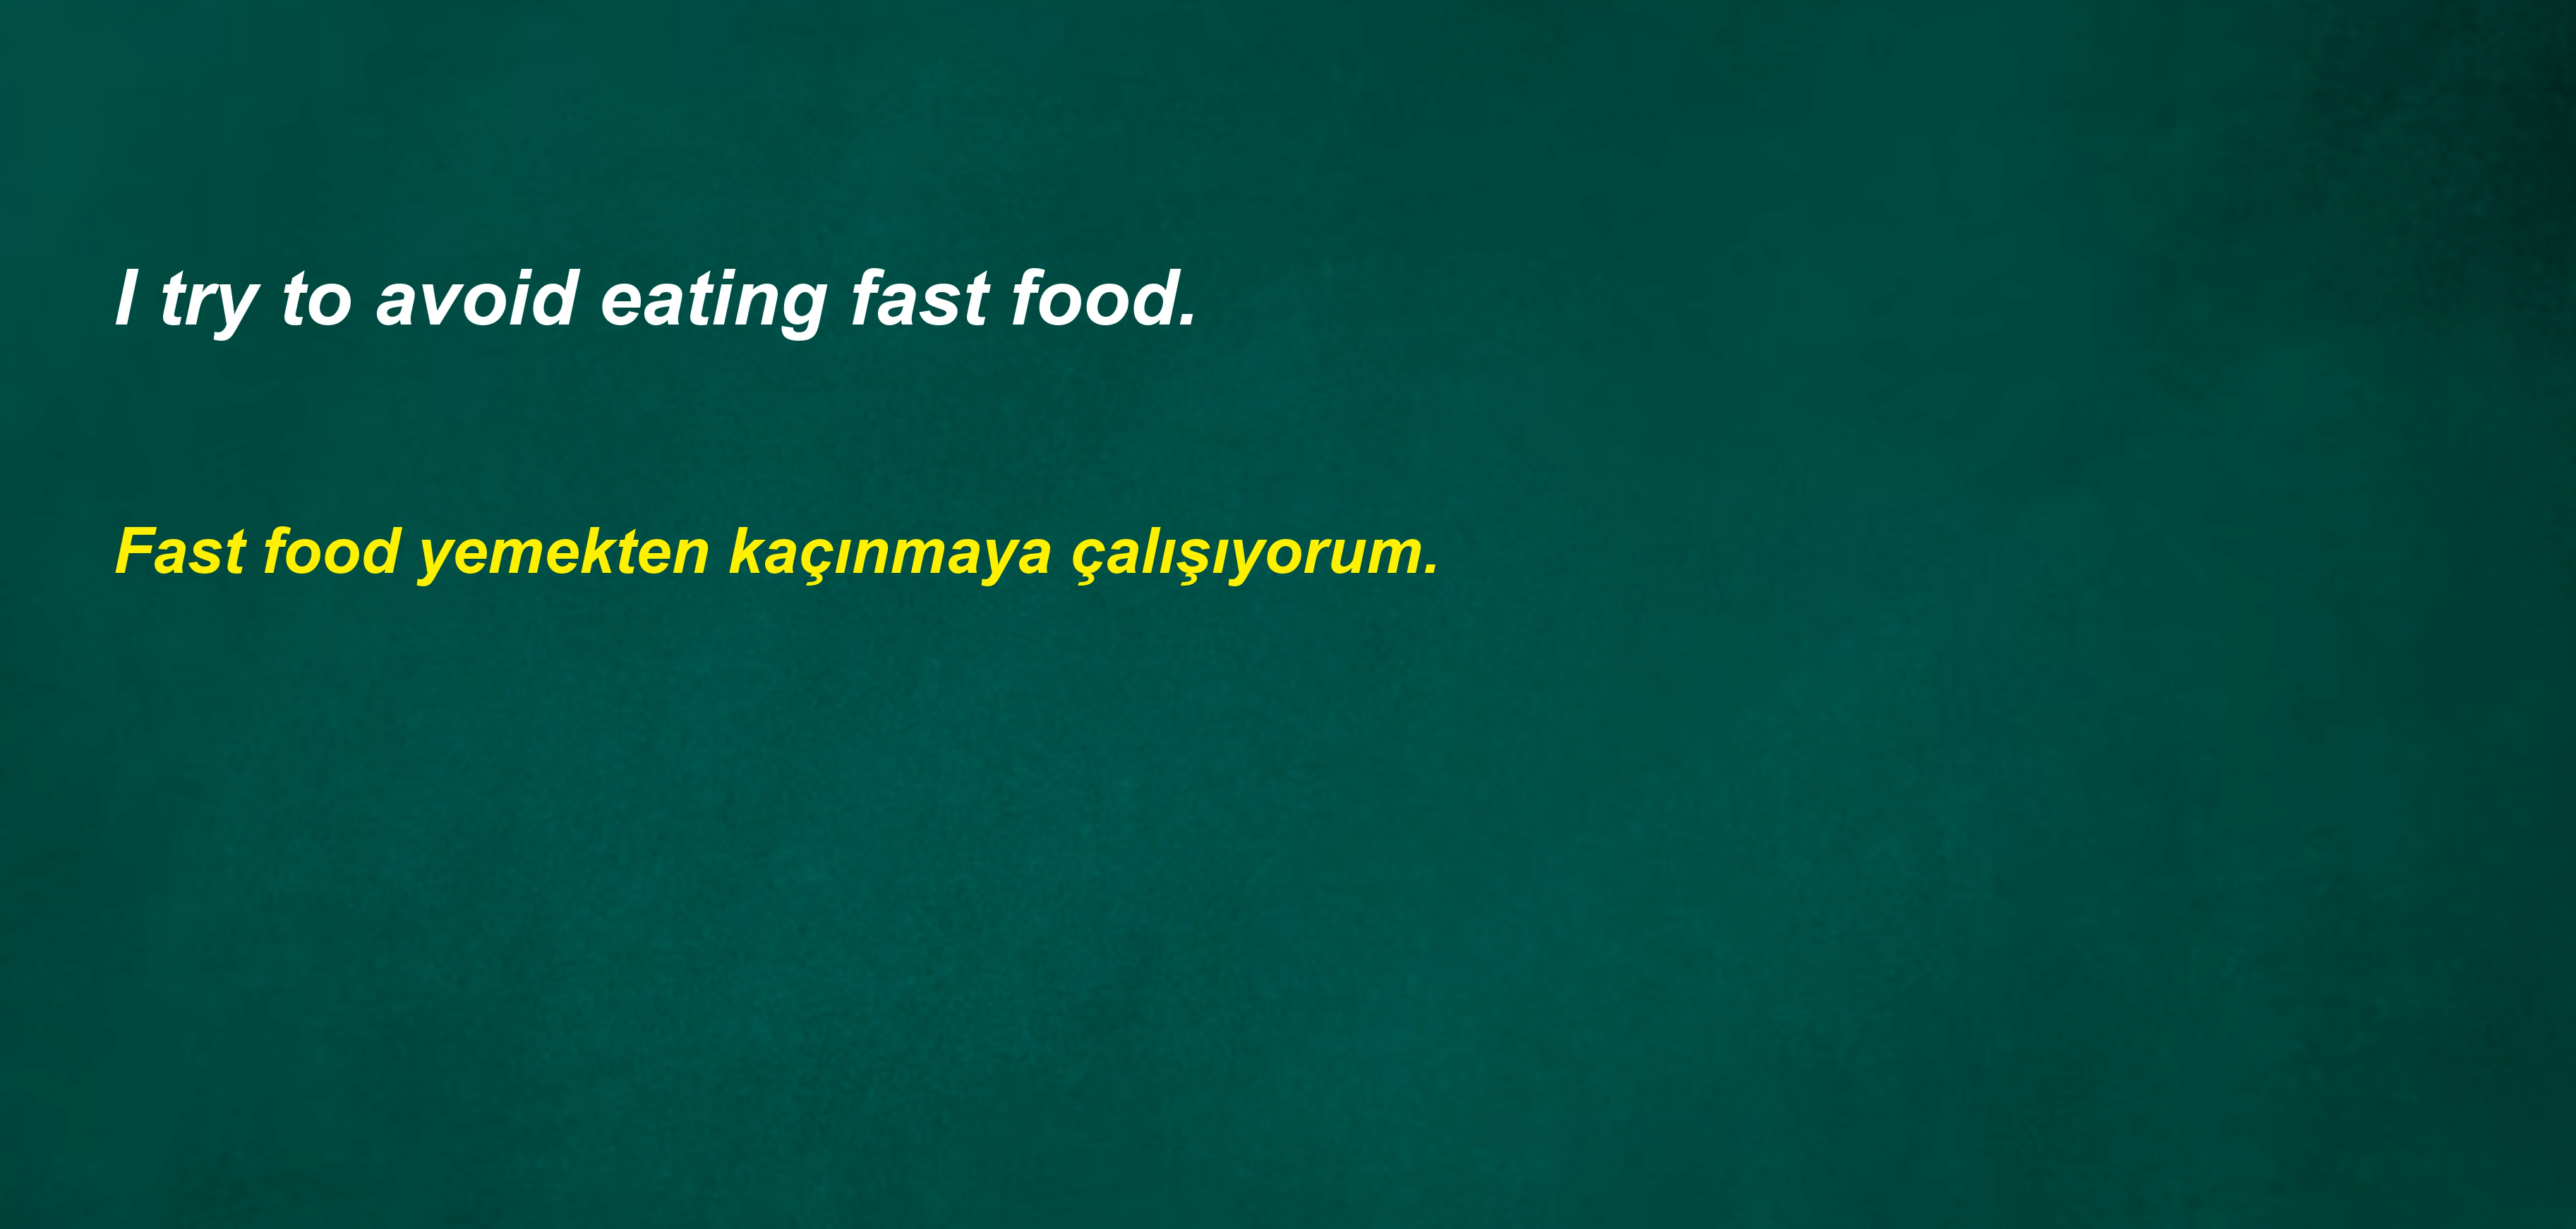 I try to avoid eating fast food.
Fast food yemekten kaçınmaya çalışıyorum.